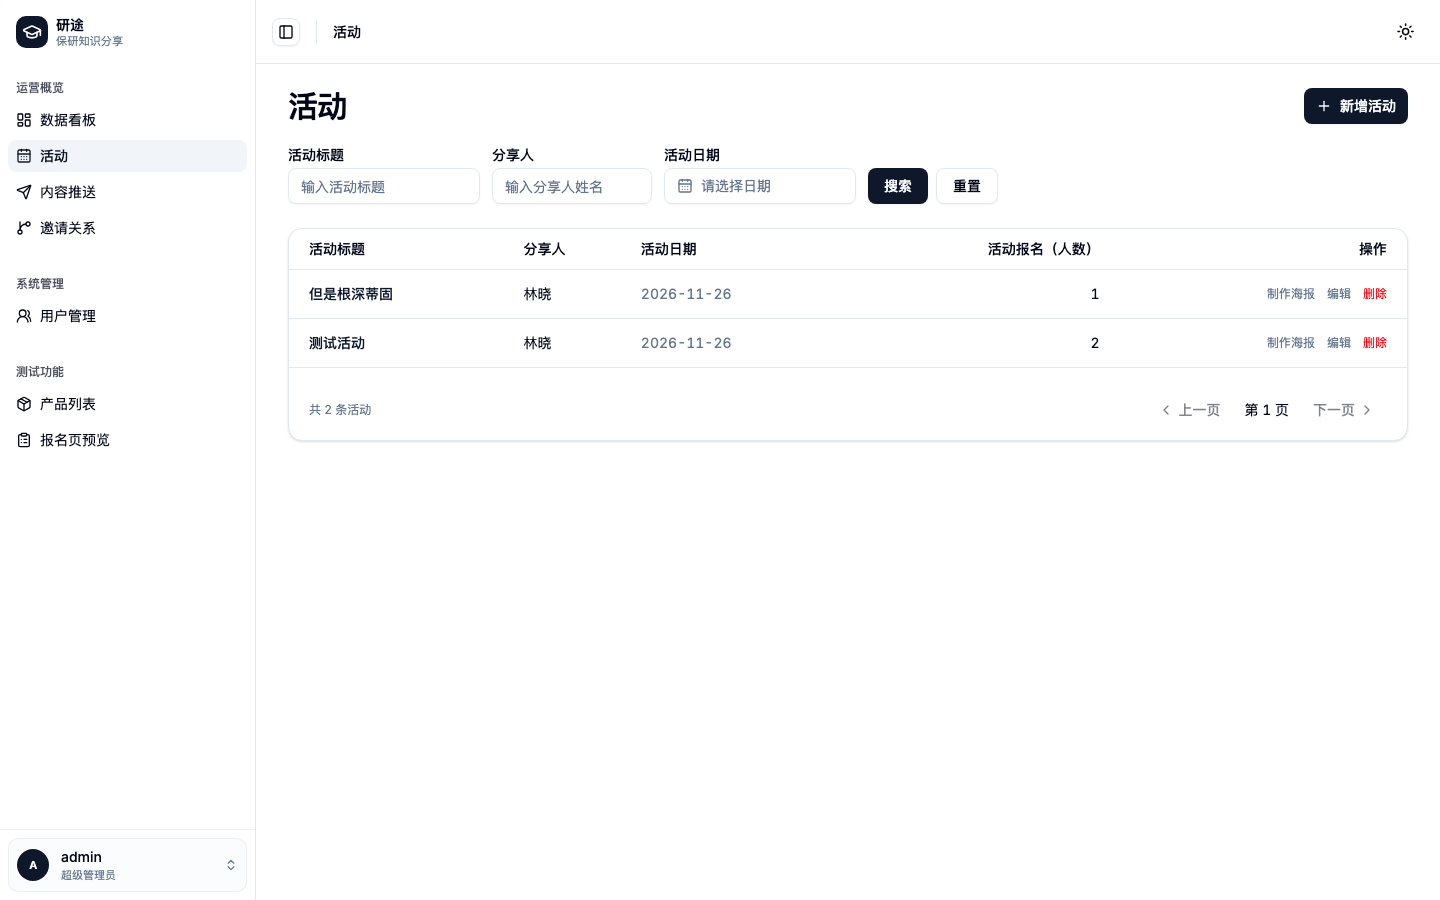 研途
保研知识分享
运营概览
数据看板
活动
内容推送
邀请关系
系统管理
用户管理
测试功能
产品列表
报名页预览
A
admin
超级管理员
活动
活动
新增活动
活动标题 分享人 活动日期
输入活动标题 输入分享人姓名 请选择日期 搜索 重置
活动标题 分享人 活动日期 活动报名（人数） 操作
但是根深蒂固 林晓 2026-11-26 1 制作海报 编辑 删除
测试活动 林晓 2026-11-26 2 制作海报 编辑 删除
共 2 条活动 上一页 第 1 页 下一页